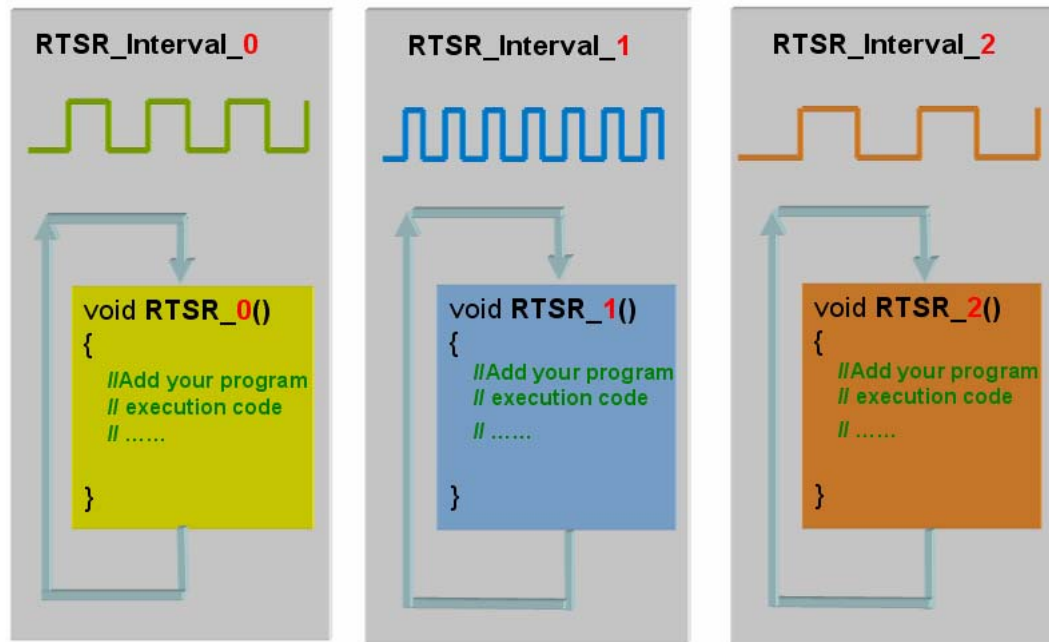 RTSR_Interval_0
void RTSR_0()
{
//Add your program
// execution code
// ......
}
RTSR_Interval_1
void RTSR_1()
{
//Add your program
// execution code
// ......
}
RTSR_Interval_2
void RTSR_2()
{
//Add your program
// execution code
// ......
}